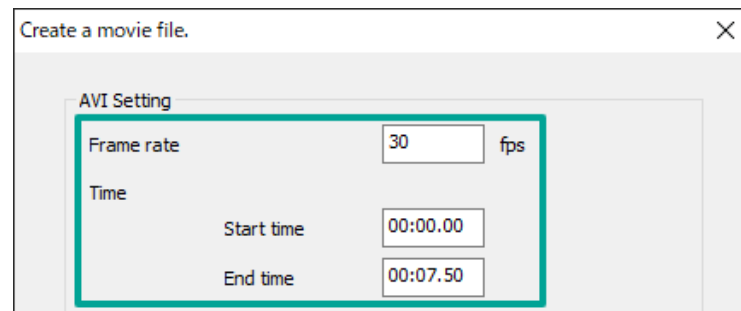 Create a movie file.
AVI Setting
Frame rate 30 fps
Time
Start time 00:00.00
End time 00:07.50